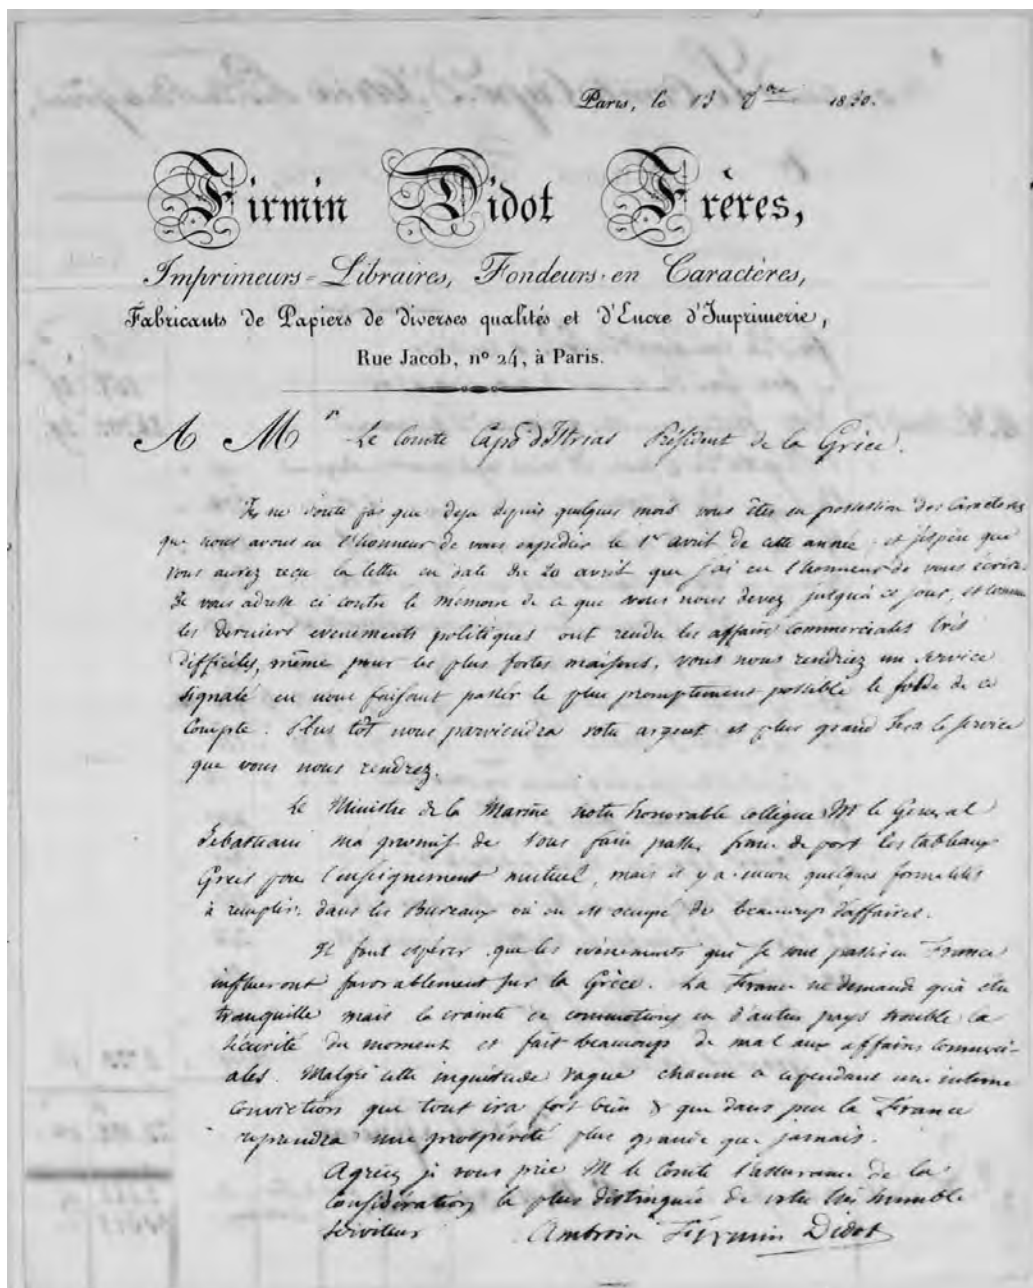 Paris, le 13 7bre 1830.
Firmin Didot Frères,
Imprimeurs=Libraires, Fondeurs en Caractères,
Fabricants de Papiers de diverses qualités et d'Encre d'Imprimerie,
Rue Jacob, nº 24, à Paris.
A Mr Le Comte Capo d'Istrias Président de la Grèce.
Je ne doute pas que deja depuis quelques mois vous êtes en possession des caracteres
que nous avons eu l'honneur de vous expédier le 1er avril de cette année, et j'espère que
vous aurez reçu la lettre en date du 20 avril que j'ai eu l'honneur de vous écrire.
Je vous adresse ci contre le mémoire de ce que vous nous devez jusqu'à ce jour, et comme
les derniers evenements politiques ont rendu les affaires commerciales très
difficiles, même pour les plus fortes maisons, vous nous rendriez un service
signalé en nous faisant passer le plus promptement possible le solde de ce
compte. Plus tôt nous parviendra votre argent et plus grand sera le service
que vous nous rendrez.
Le Ministre de la Marine notre honorable collègue Mr le Général
Sebastiani m'a promis de vous faire passer franc de port les tableaux
Grecs pour l'enseignement mutuel, mais il y a encore quelques formalités
à remplir dans les Bureaux où on est occupé de beaucoup d'affaires.
Il faut espérer que les evènements qui se sont passés en France
influeront favorablement sur la Grèce. La France ne demande qu'à être
tranquille mais la crainte de commotions en d'autres pays trouble la
sécurité du moment et fait beaucoup de mal aux affaires commerci-
ales. Malgré cette inquiétude vague chacun a cependant une intime
conviction que tout ira fort bien & que dans peu la France
reprendra une prospérité plus grande que jamais.
Agréez je vous prie M le Comte l'assurance de la
considération la plus distinguée de votre très humble
serviteur Ambroise Firmin Didot